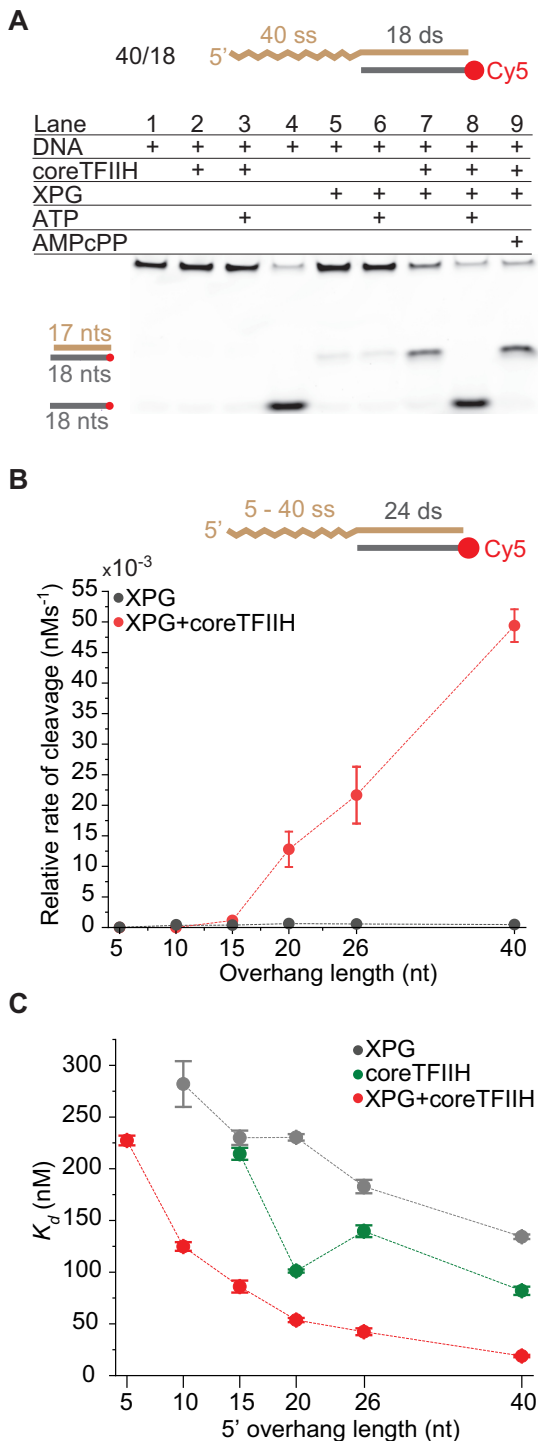 A
40 ss 18 ds
40/18 5' Cy5
Lane 1 2 3 4 5 6 7 8 9
DNA + + + + + + + + +
coreTFIIH + + + + +
XPG + + + + +
ATP + + +
AMPcPP +
17 nts
18 nts
18 nts
B
5 - 40 ss 24 ds
5' Cy5
×10-3
XPG
XPG+coreTFIIH
Relative rate of cleavage (nMs-1)
55
50
45
40
35
30
25
20
15
10
5
0
5 10 15 20 26 40
Overhang length (nt)
C
XPG
coreTFIIH
XPG+coreTFIIH
Kd (nM)
300
250
200
150
100
50
0
5 10 15 20 26 40
5' overhang length (nt)